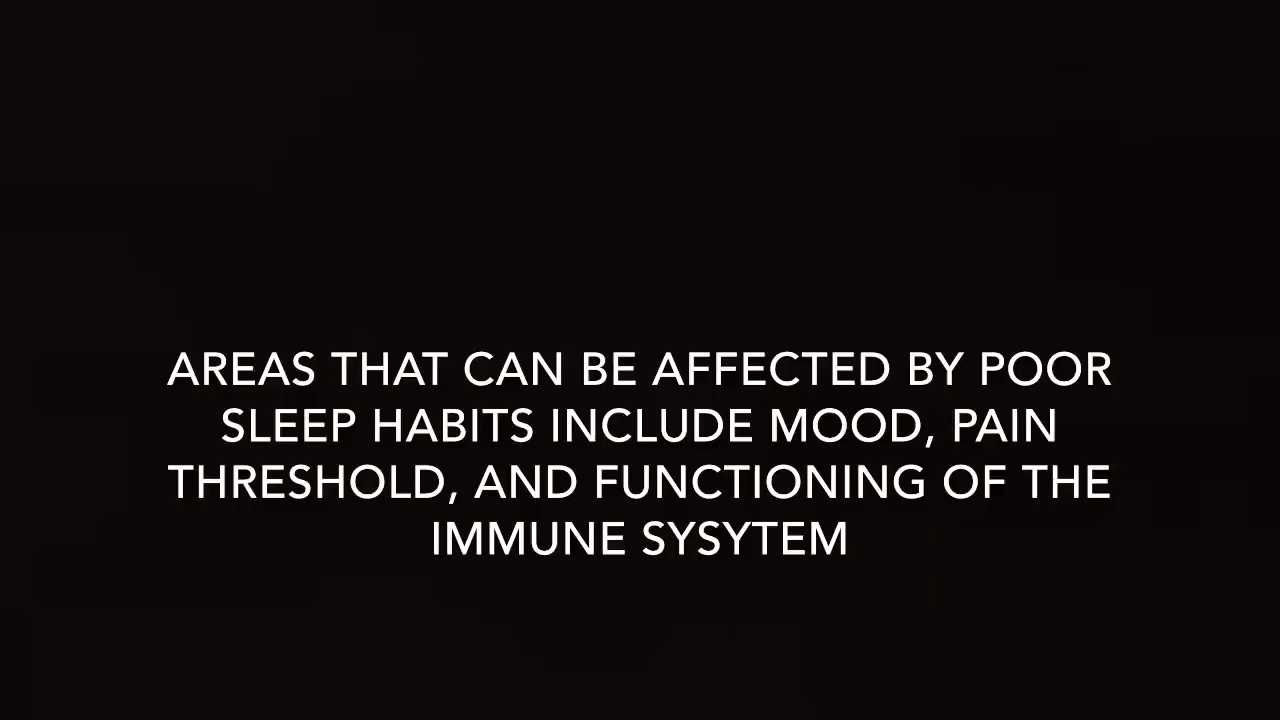 AREAS THAT CAN BE AFFECTED BY POOR
SLEEP HABITS INCLUDE MOOD, PAIN
THRESHOLD, AND FUNCTIONING OF THE
IMMUNE SYSYTEM